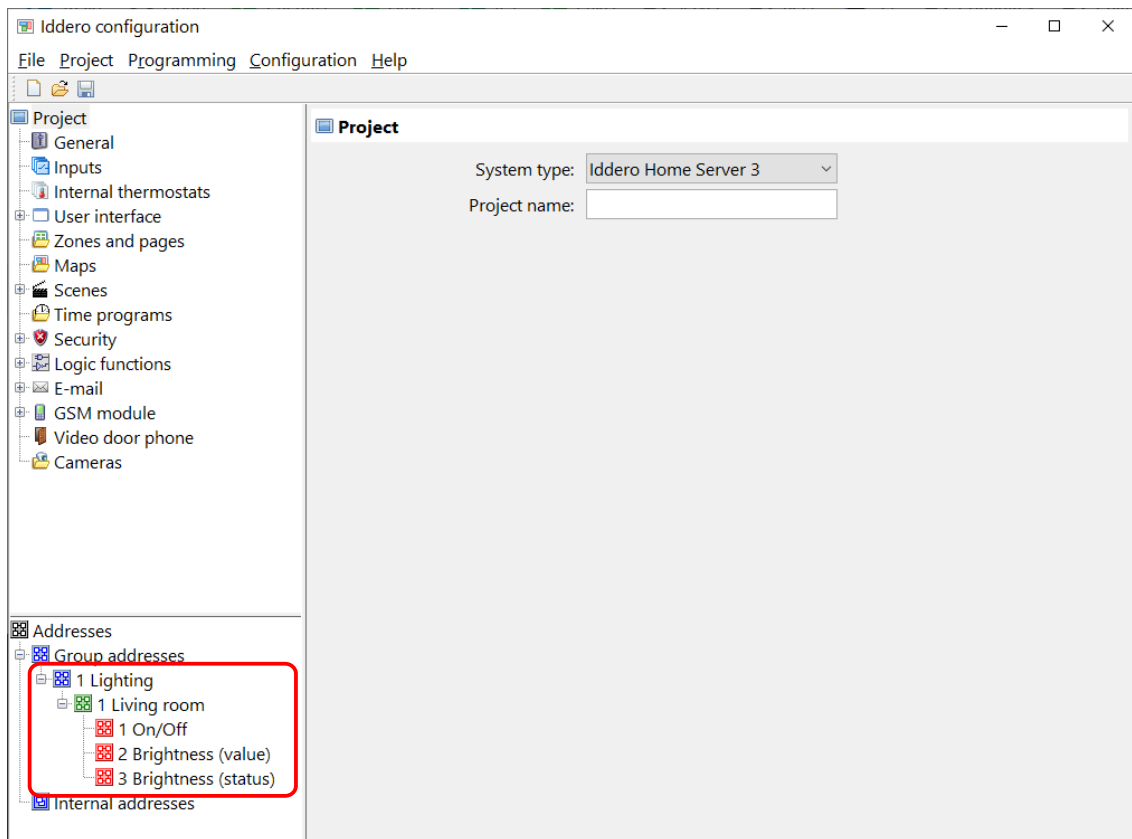 Iddero configuration
File Project Programming Configuration Help
Project
General
Inputs
Internal thermostats
User interface
Zones and pages
Maps
Scenes
Time programs
Security
Logic functions
E-mail
GSM module
Video door phone
Cameras
Project
System type: Iddero Home Server 3
Project name:
Addresses
Group addresses
1 Lighting
1 Living room
1 On/Off
2 Brightness (value)
3 Brightness (status)
Internal addresses